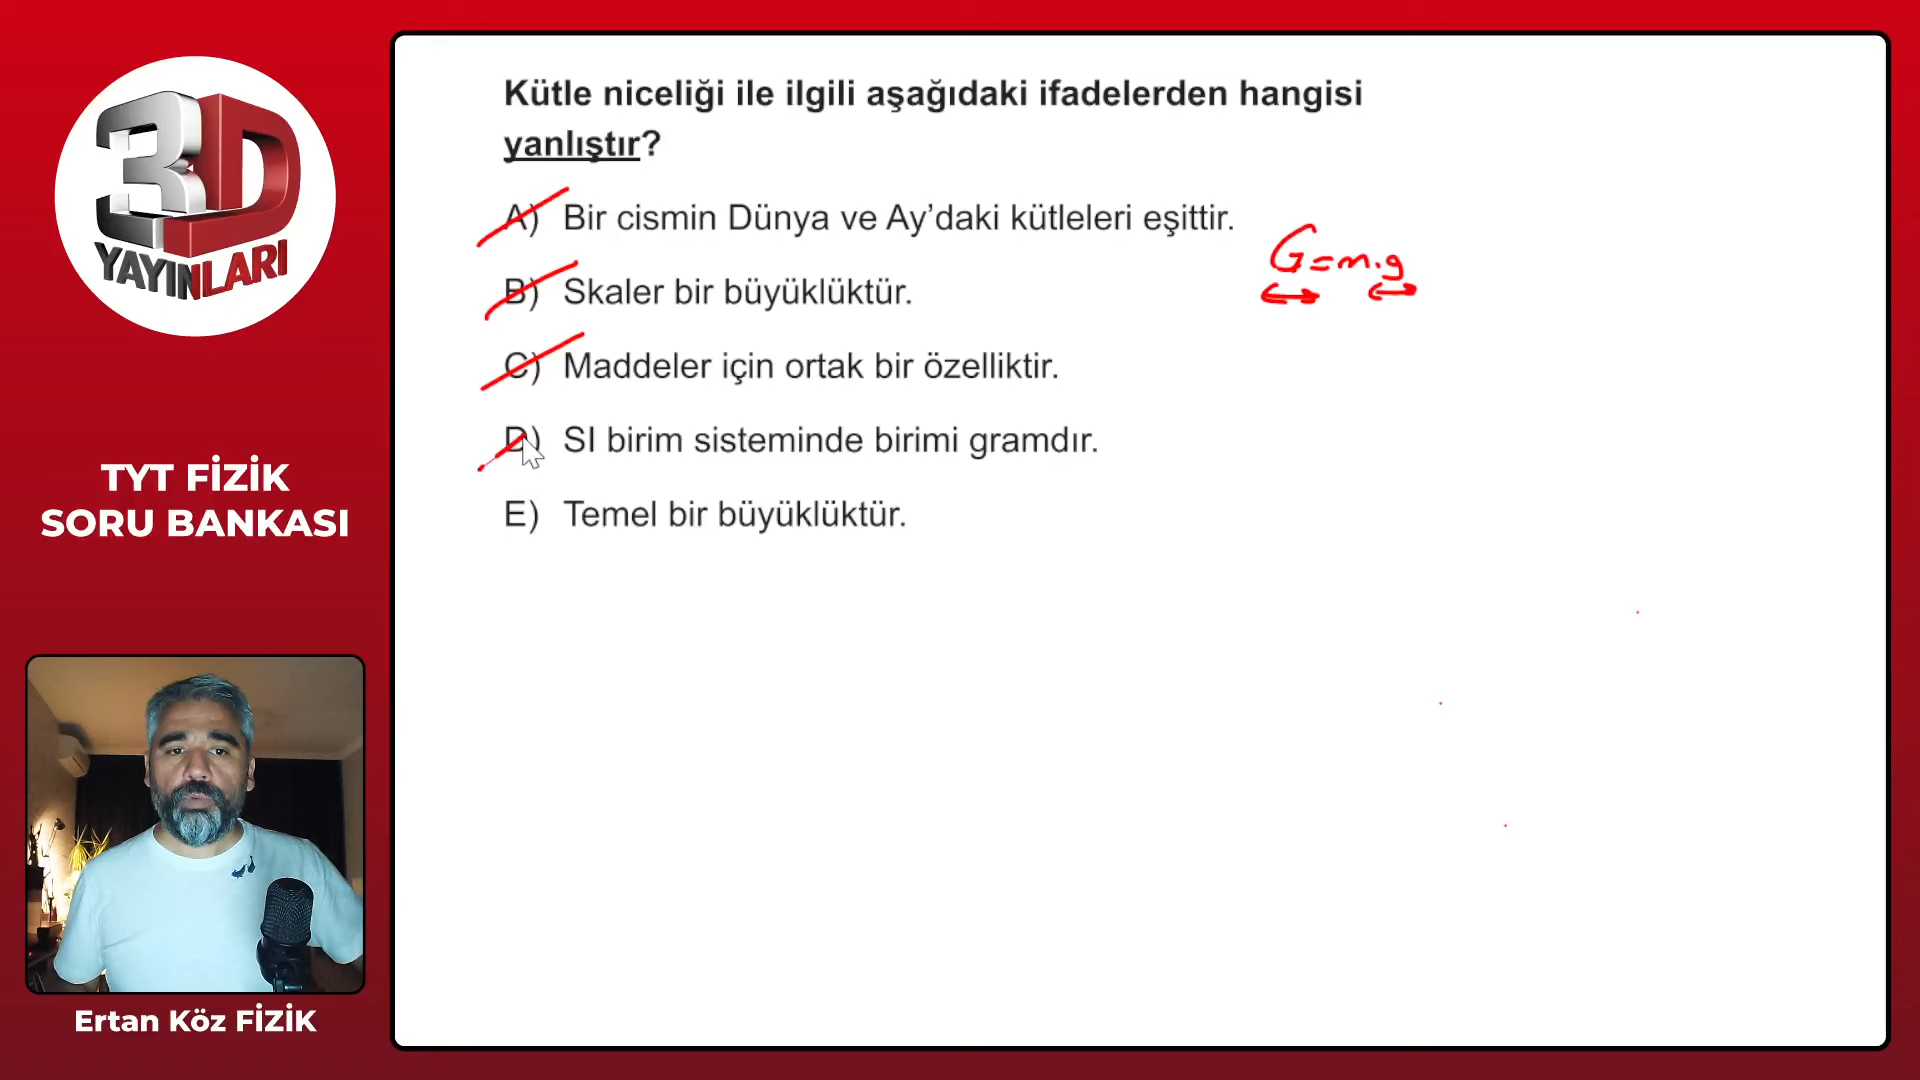 3D
YAYINLARI
TYT FİZİK
SORU BANKASI
Ertan Köz FİZİK
Kütle niceliği ile ilgili aşağıdaki ifadelerden hangisi
yanlıştır?
A) Bir cismin Dünya ve Ay’daki kütleleri eşittir.
G=m.g
B) Skaler bir büyüklüktür.
C) Maddeler için ortak bir özelliktir.
D) SI birim sisteminde birimi gramdır.
E) Temel bir büyüklüktür.